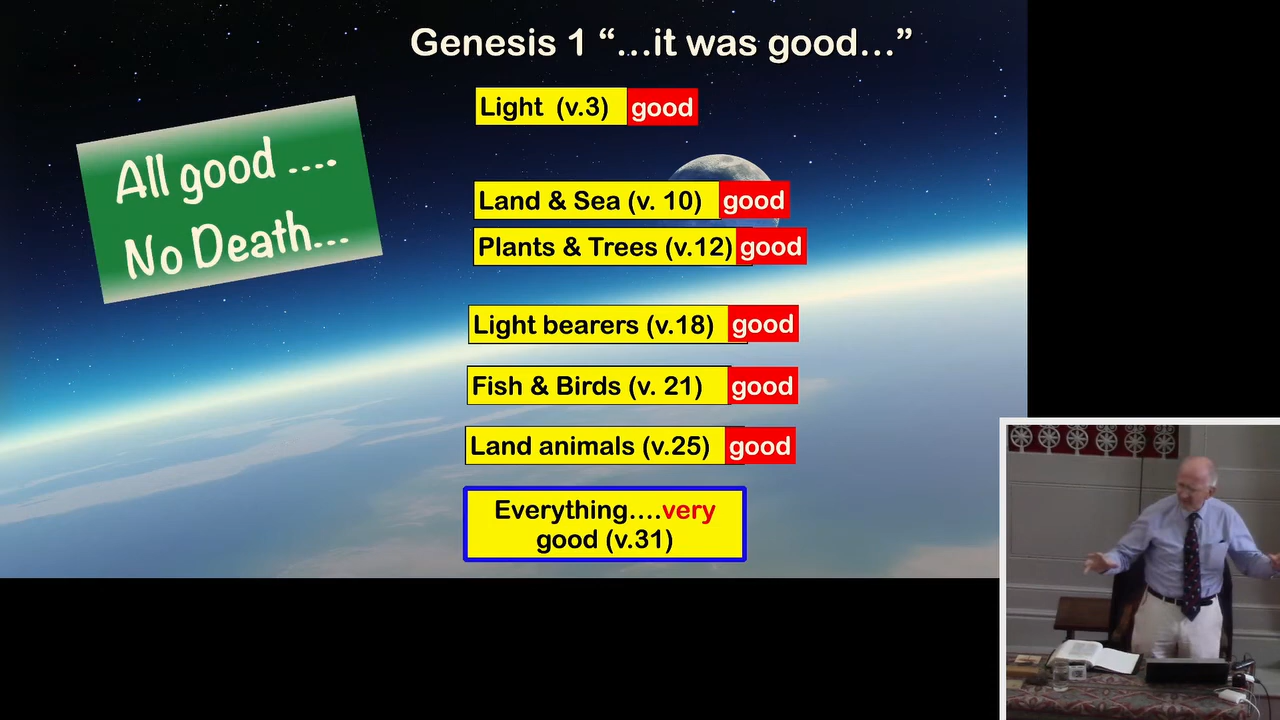 Genesis 1 “...it was good...”
All good ....
No Death...
Light (v.3) good
Land & Sea (v. 10) good
Plants & Trees (v.12) good
Light bearers (v.18) good
Fish & Birds (v. 21) good
Land animals (v.25) good
Everything....very
good (v.31)